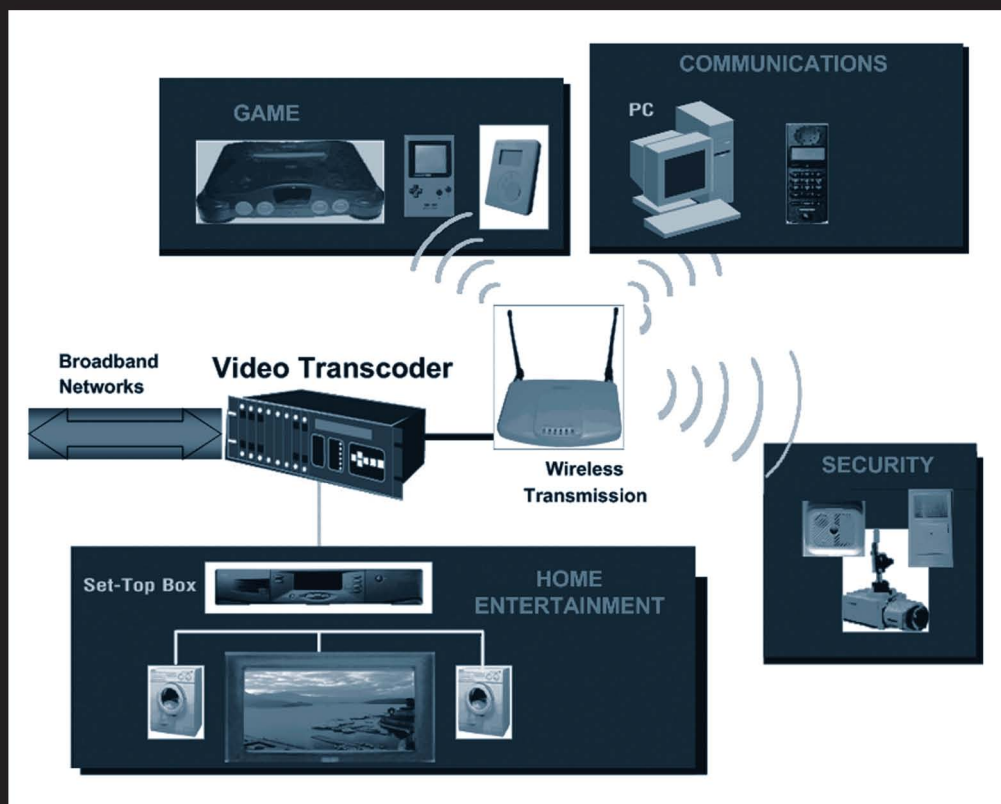 GAME
COMMUNICATIONS
PC
Broadband
Networks
Video Transcoder
Wireless
Transmission
SECURITY
Set-Top Box
HOME
ENTERTAINMENT